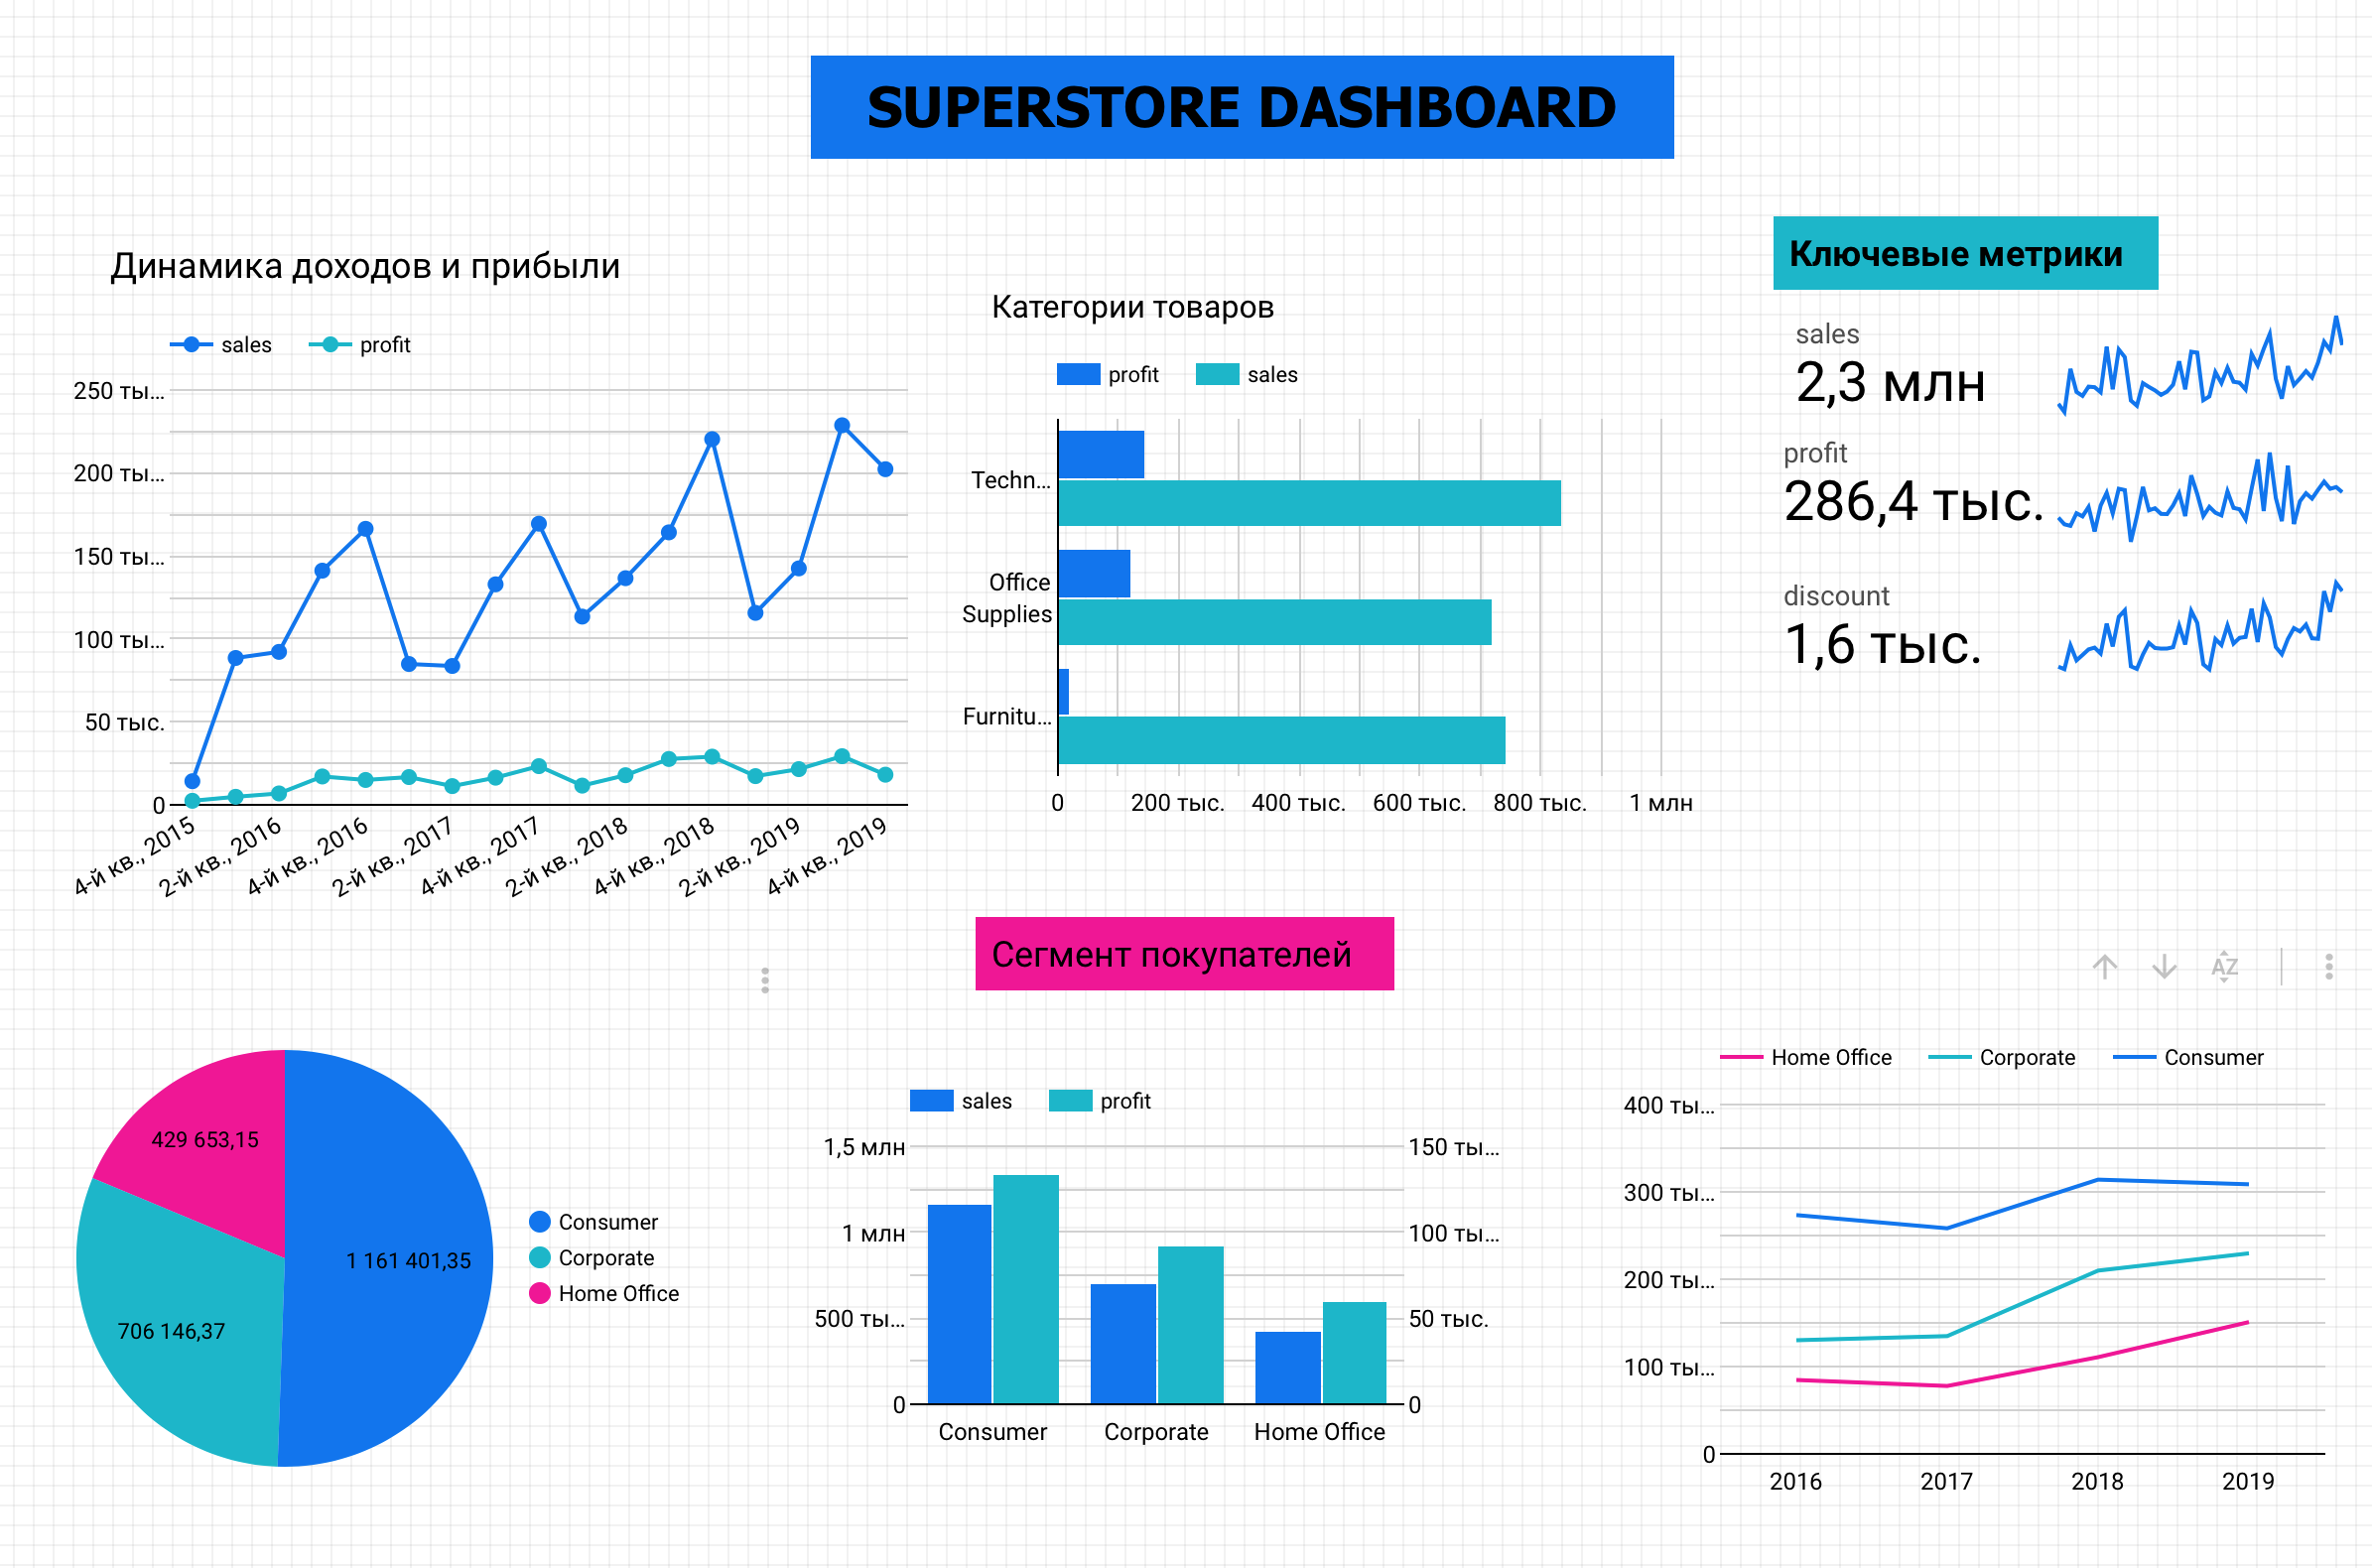 SUPERSTORE DASHBOARD
Динамика доходов и прибыли
sales
profit
250 ты...
200 ты...
150 ты...
100 ты...
50 тыс.
0
4-й кв., 2015
2-й кв., 2016
4-й кв., 2016
2-й кв., 2017
4-й кв., 2017
2-й кв., 2018
4-й кв., 2018
2-й кв., 2019
4-й кв., 2019
Категории товаров
profit
sales
Techn...
Office
Supplies
Furnitu...
0
200 тыс.
400 тыс.
600 тыс.
800 тыс.
1 млн
Ключевые метрики
sales
2,3 млн
profit
286,4 тыс.
discount
1,6 тыс.
Сегмент покупателей
AZ
429 653,15
1 161 401,35
706 146,37
Consumer
Corporate
Home Office
sales
profit
1,5 млн
1 млн
500 ты...
0
150 ты...
100 ты...
50 тыс.
0
Consumer
Corporate
Home Office
Home Office
Corporate
Consumer
400 ты...
300 ты...
200 ты...
100 ты...
0
2016
2017
2018
2019